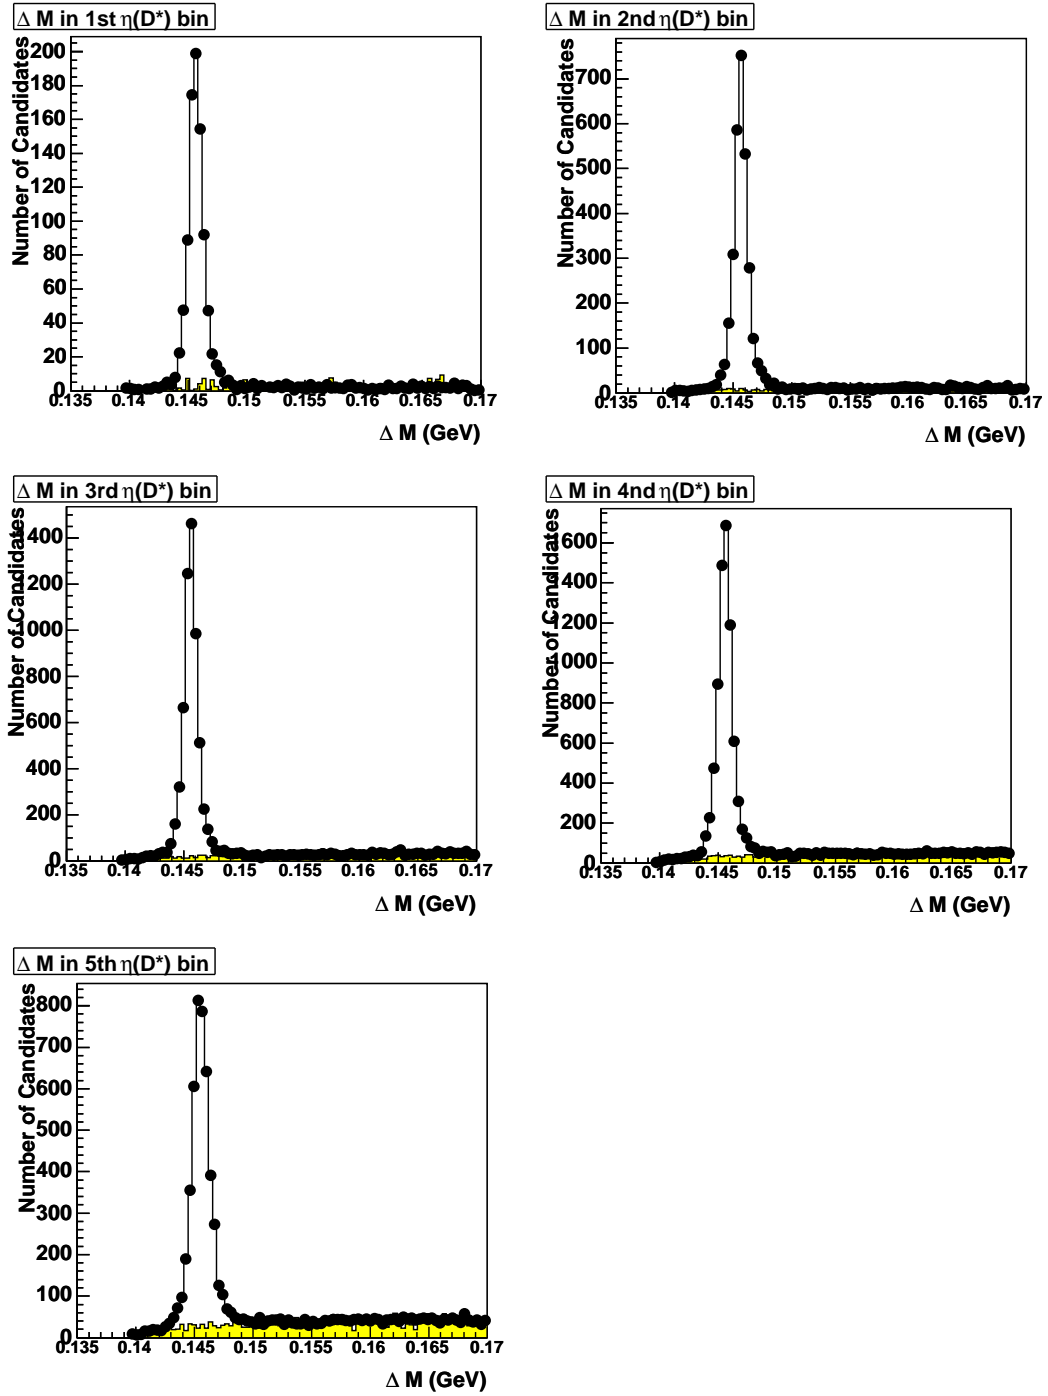 Δ M in 1st η(D*) bin
Number of Candidates
200
180
160
140
120
100
80
60
40
20
0
0.135 0.14 0.145 0.15 0.155 0.16 0.165 0.17
Δ M (GeV)
Δ M in 2nd η(D*) bin
Number of Candidates
700
600
500
400
300
200
100
0
0.135 0.14 0.145 0.15 0.155 0.16 0.165 0.17
Δ M (GeV)
Δ M in 3rd η(D*) bin
Number of Candidates
1400
1200
1000
800
600
400
200
0
0.135 0.14 0.145 0.15 0.155 0.16 0.165 0.17
Δ M (GeV)
Δ M in 4nd η(D*) bin
Number of Candidates
1600
1400
1200
1000
800
600
400
200
0
0.135 0.14 0.145 0.15 0.155 0.16 0.165 0.17
Δ M (GeV)
Δ M in 5th η(D*) bin
Number of Candidates
800
700
600
500
400
300
200
100
0
0.135 0.14 0.145 0.15 0.155 0.16 0.165 0.17
Δ M (GeV)